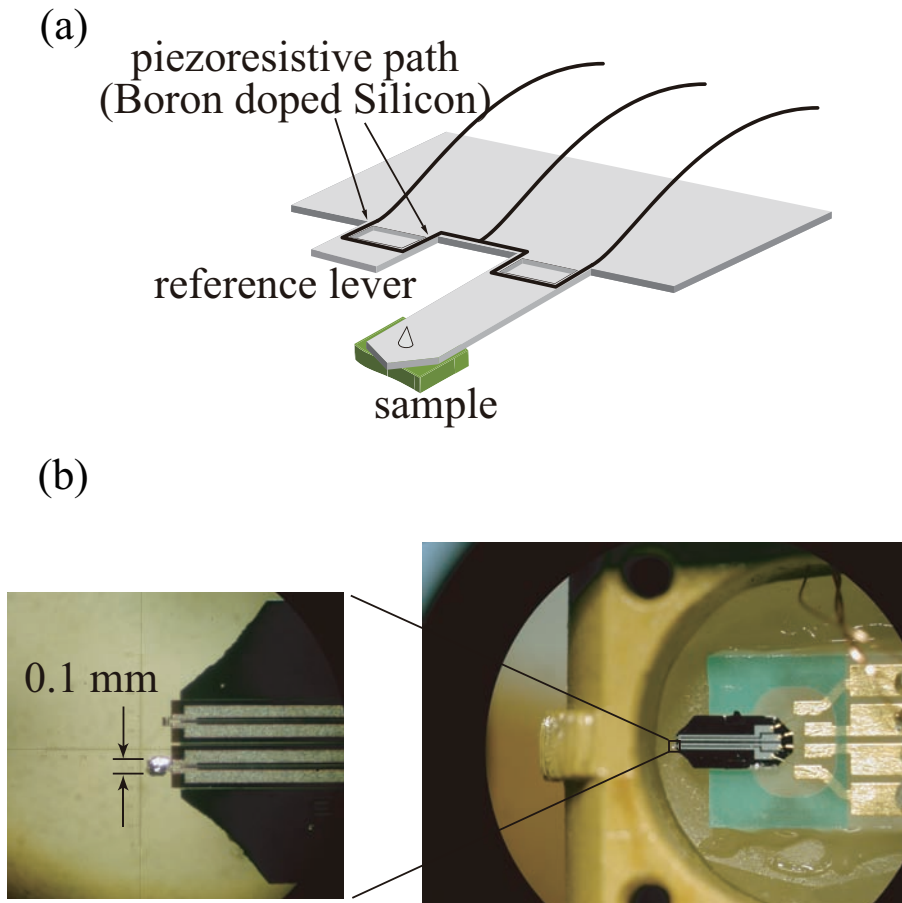 (a)
piezoresistive path
(Boron doped Silicon)
reference lever
sample
(b)
0.1 mm